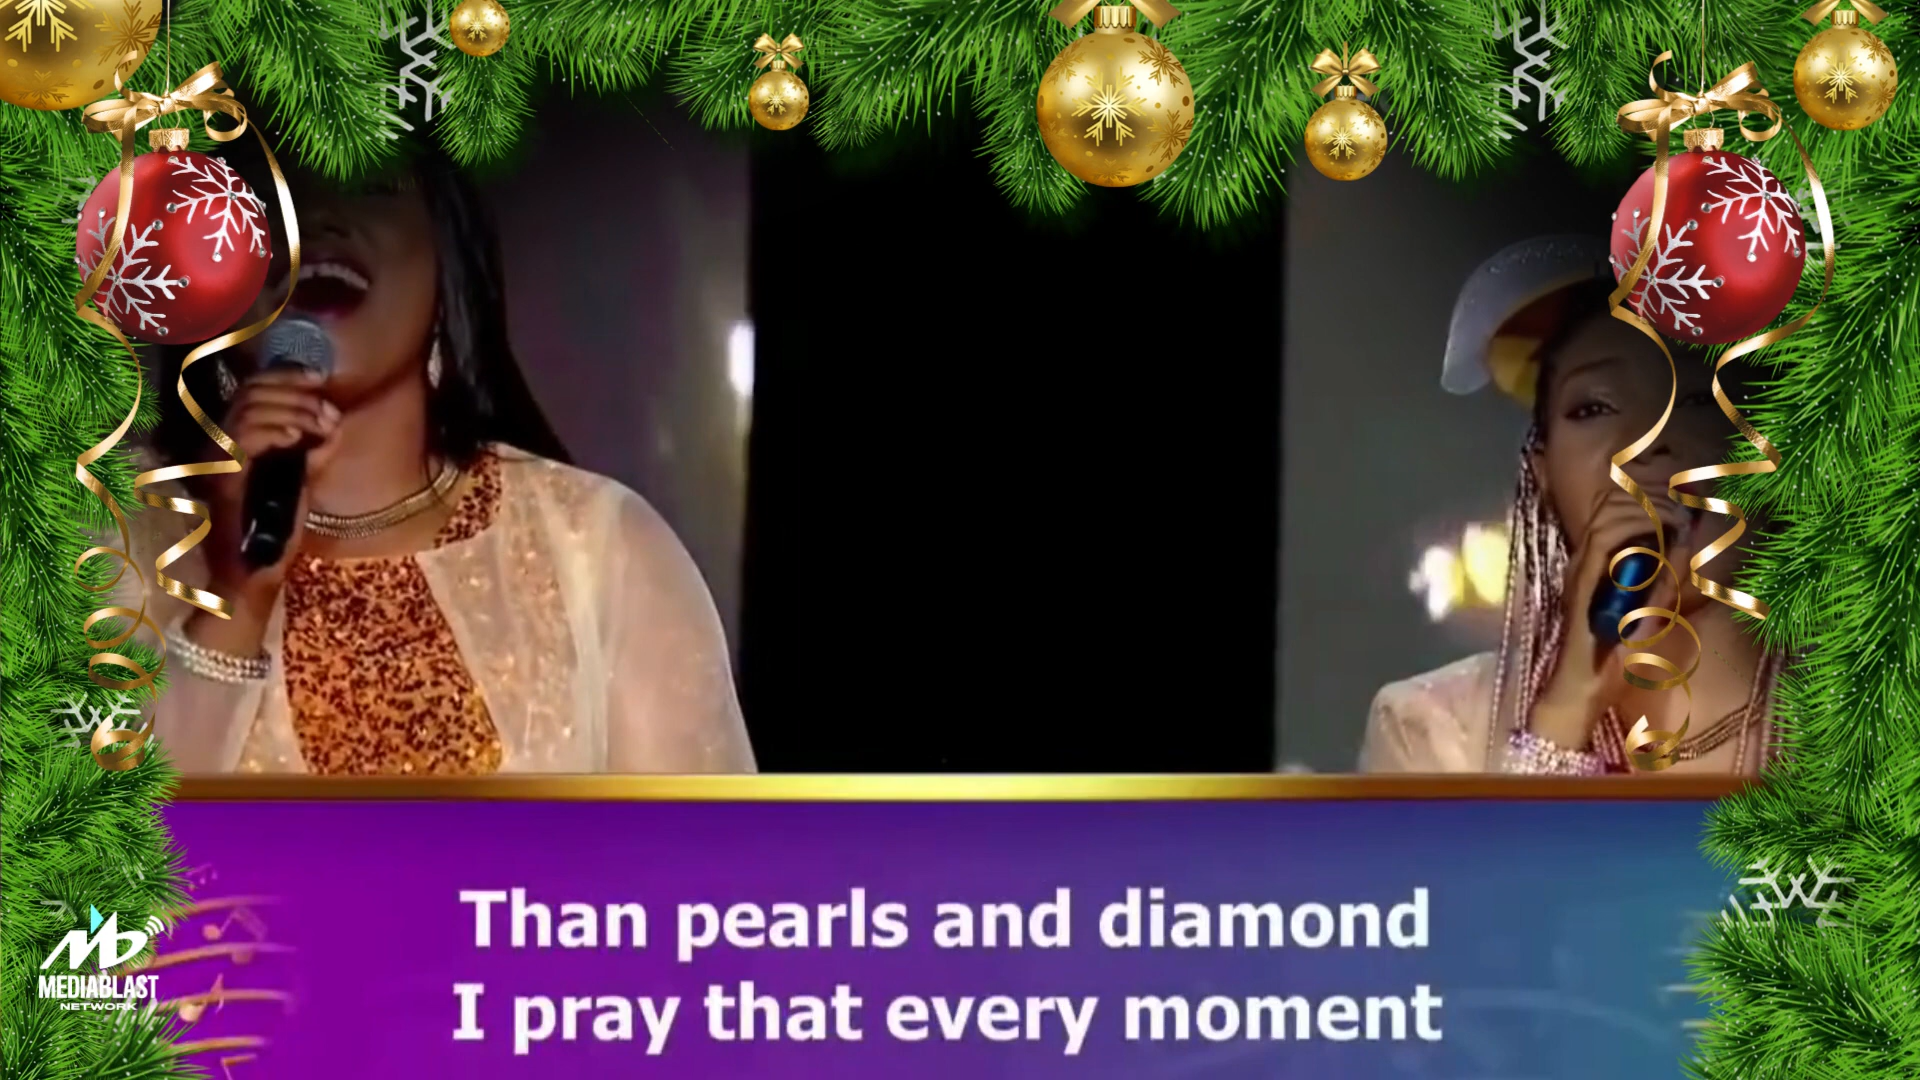 Than pearls and diamond
I pray that every moment
MEDIABLAST
NETWORK